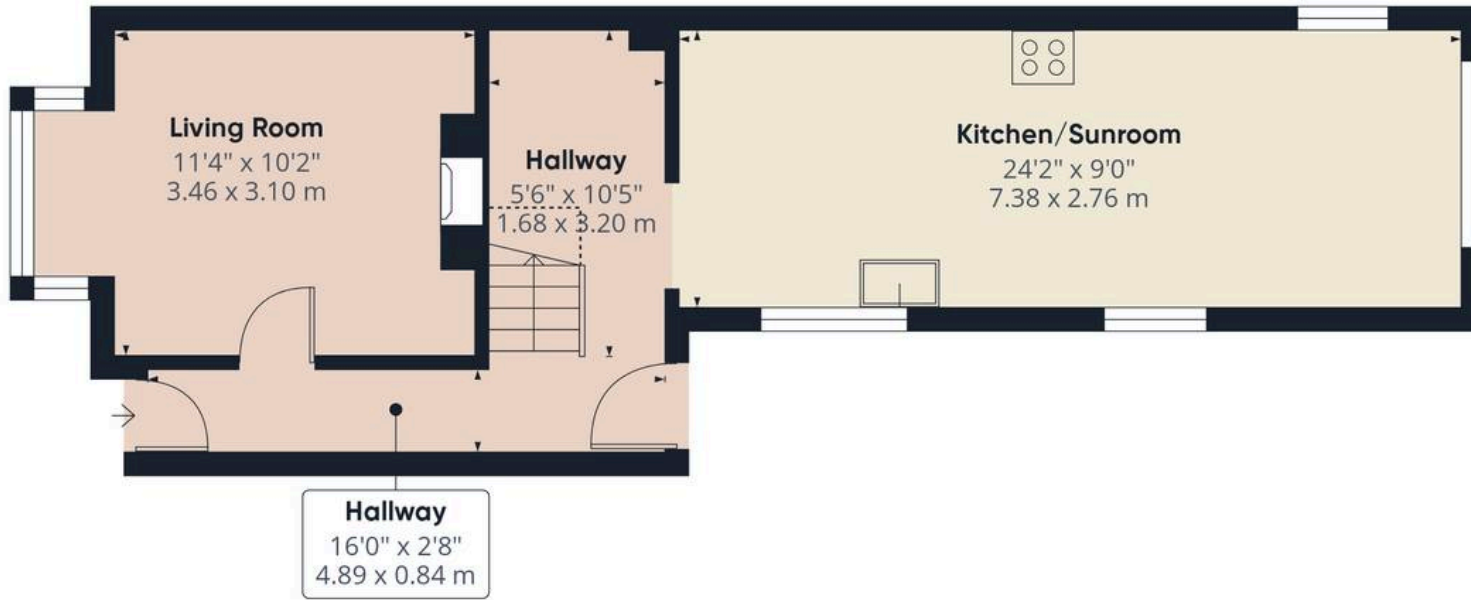 Living Room
11'4" x 10'2"
3.46 x 3.10 m
Hallway
5'6" x 10'5"
1.68 x 3.20 m
Kitchen/Sunroom
24'2" x 9'0"
7.38 x 2.76 m
Hallway
16'0" x 2'8"
4.89 x 0.84 m